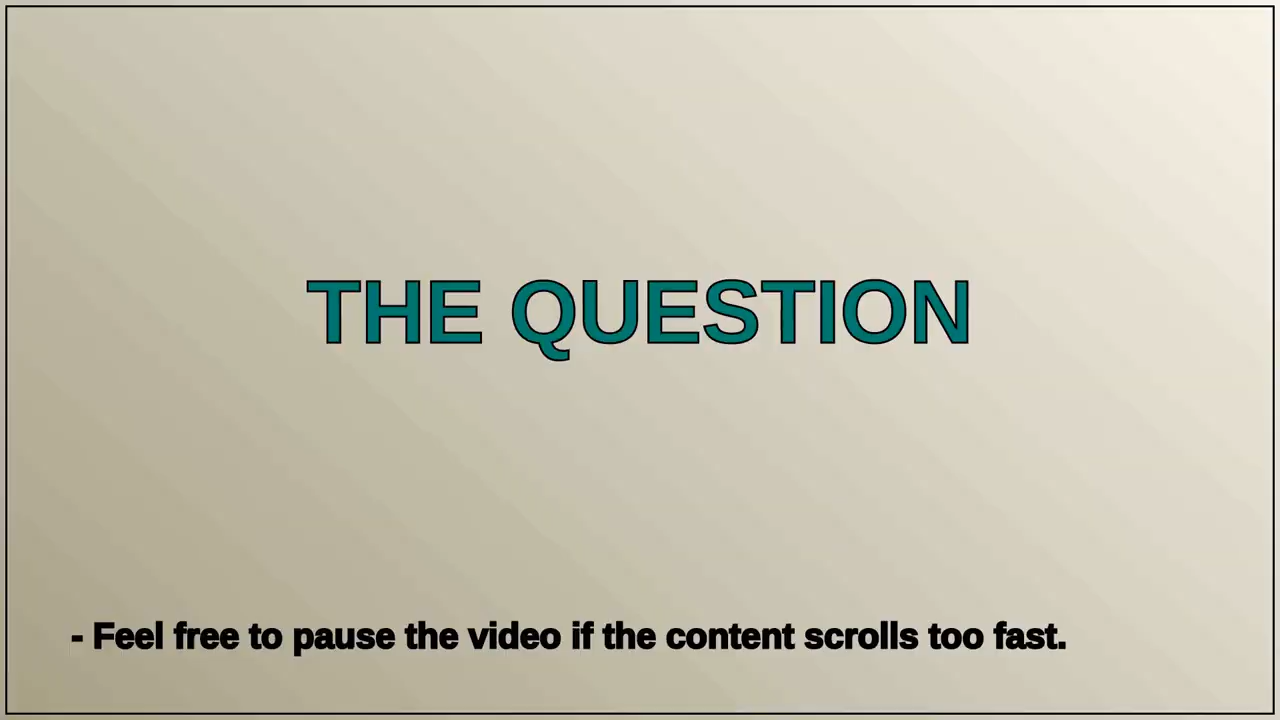 THE QUESTION
- Feel free to pause the video if the content scrolls too fast.